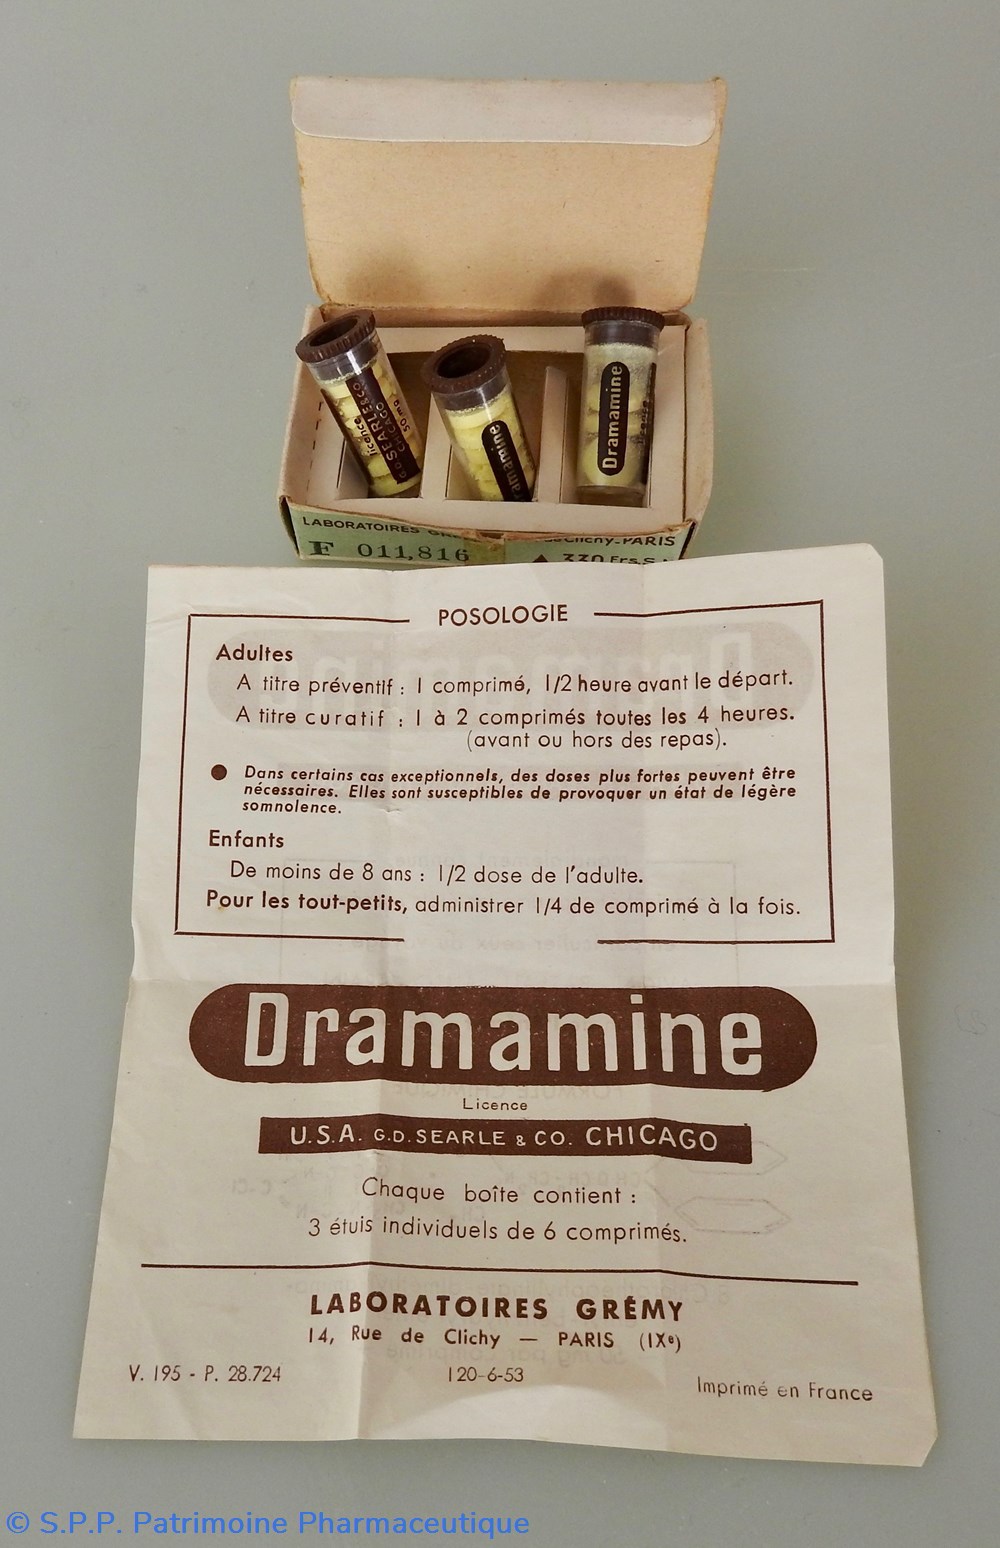 licence
G.D. SEARLE & CO
CHICAGO
50 mg
Dramamine
Dramamine
LABORATOIRES
Clichy-PARIS
F 011,816
330 Frs.
POSOLOGIE
Adultes
A titre préventif : 1 comprimé, 1/2 heure avant le départ.
A titre curatif : 1 à 2 comprimés toutes les 4 heures.
(avant ou hors des repas).
● Dans certains cas exceptionnels, des doses plus fortes peuvent être
nécessaires. Elles sont susceptibles de provoquer un état de légère
somnolence.
Enfants
De moins de 8 ans : 1/2 dose de l'adulte.
Pour les tout-petits, administrer 1/4 de comprimé à la fois.
Dramamine
Licence
U.S.A. G.D. SEARLE & CO. CHICAGO
Chaque boîte contient :
3 étuis individuels de 6 comprimés.
LABORATOIRES GRÉMY
14, Rue de Clichy — PARIS (IXe)
V. 195 - P. 28.724
120-6-53
Imprimé en France
© S.P.P. Patrimoine Pharmaceutique